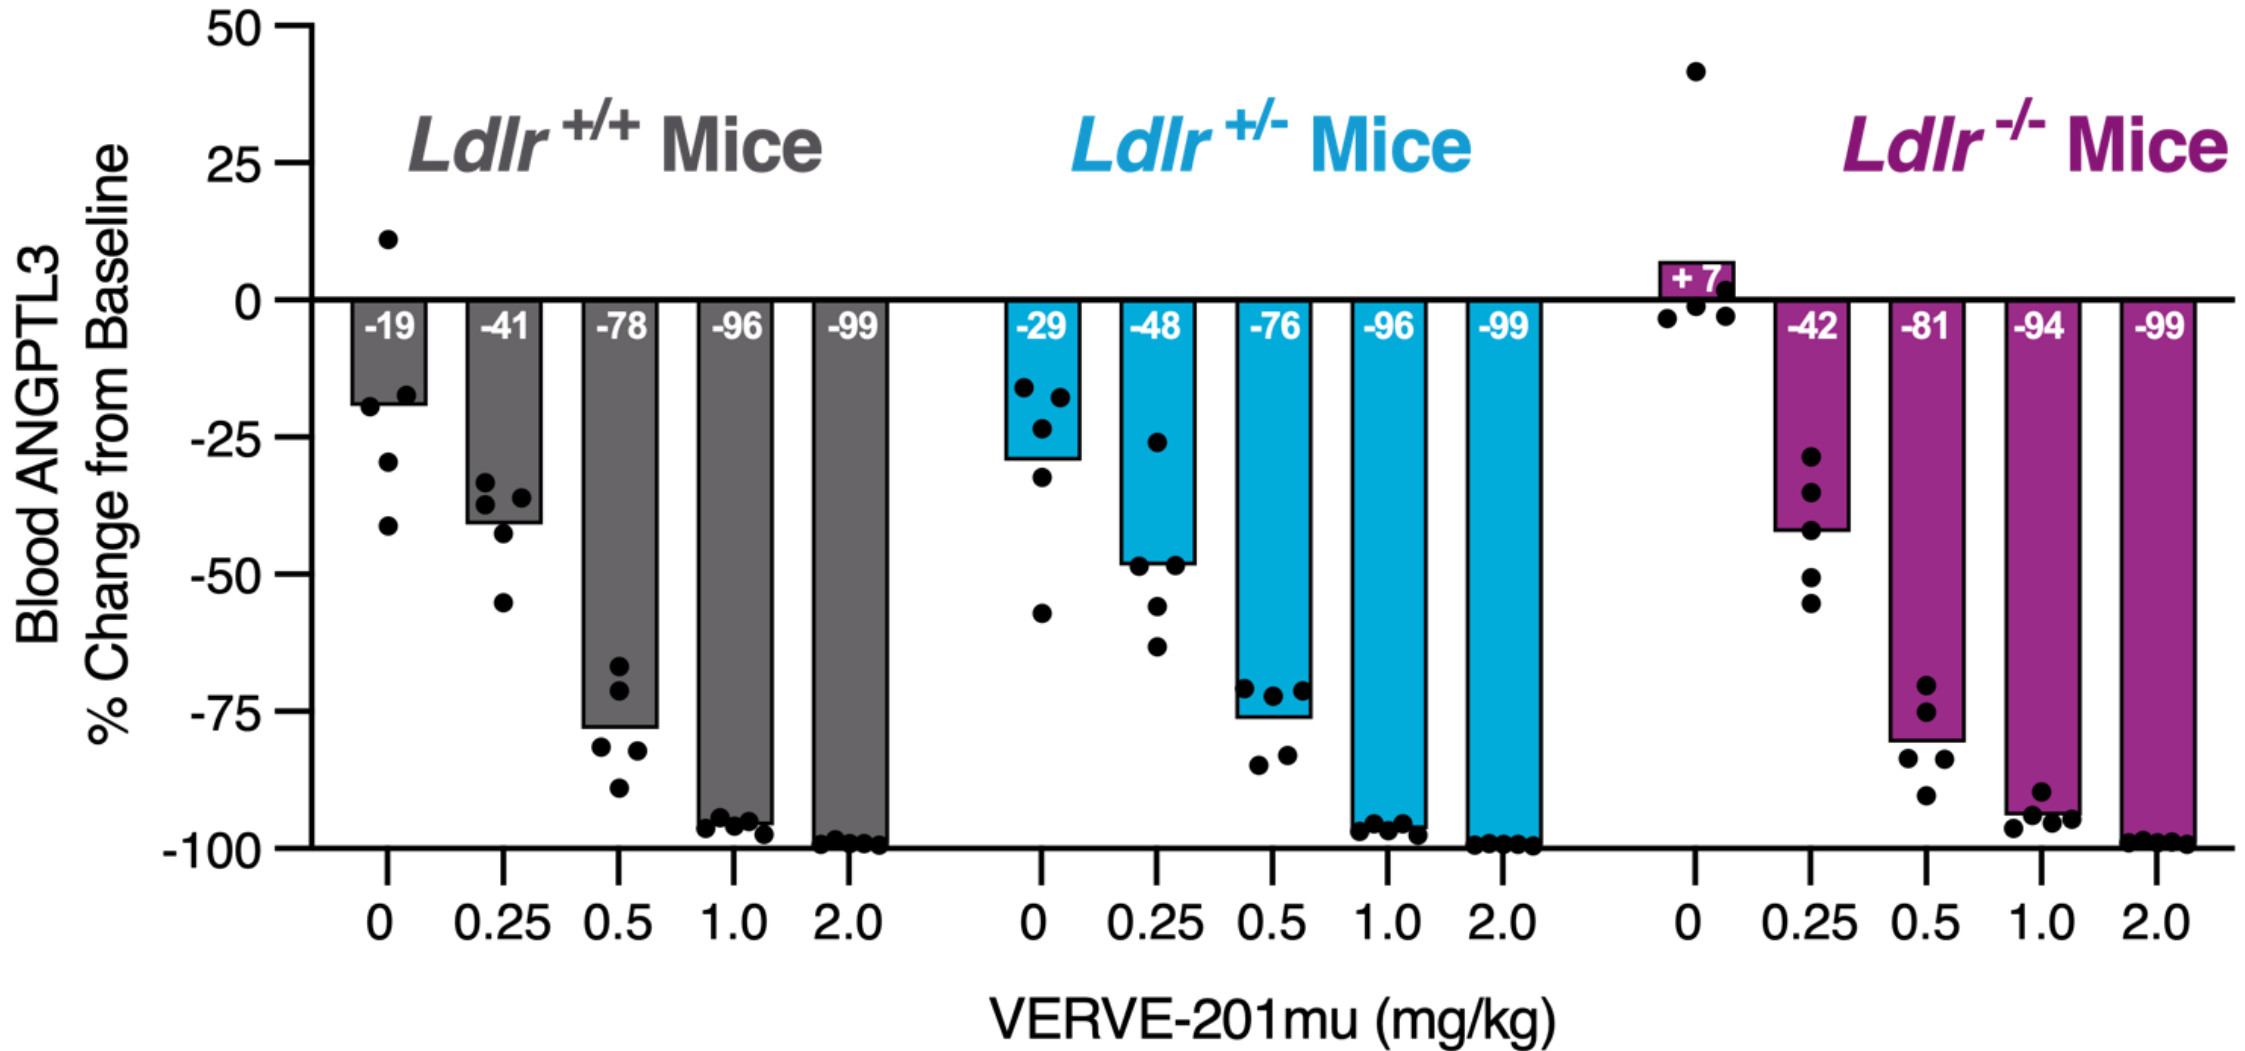 Blood ANGPTL3
% Change from Baseline
50
25
0
-25
-50
-75
-100
Ldlr +/+ Mice
Ldlr +/- Mice
Ldlr -/- Mice
-19 -41 -78 -96 -99
-29 -48 -76 -96 -99
+ 7 -42 -81 -94 -99
0 0.25 0.5 1.0 2.0
0 0.25 0.5 1.0 2.0
0 0.25 0.5 1.0 2.0
VERVE-201mu (mg/kg)